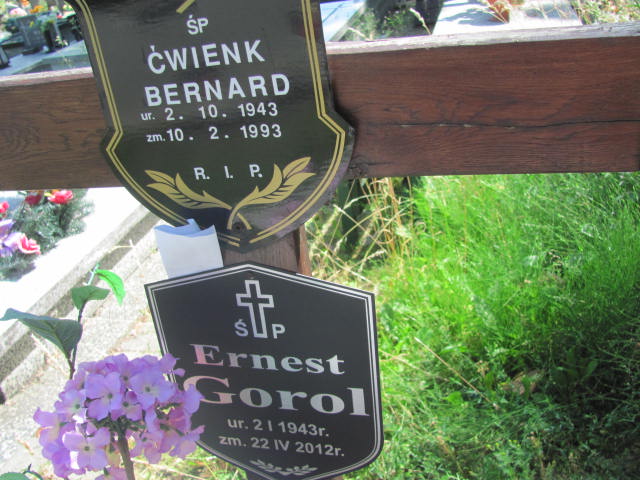 ŚP
ĆWIENK
BERNARD
ur. 2. 10. 1943
zm. 10. 2. 1993
R. I. P.
Ś P
Ernest
Gorol
ur. 2 I 1943r.
zm. 22 IV 2012r.